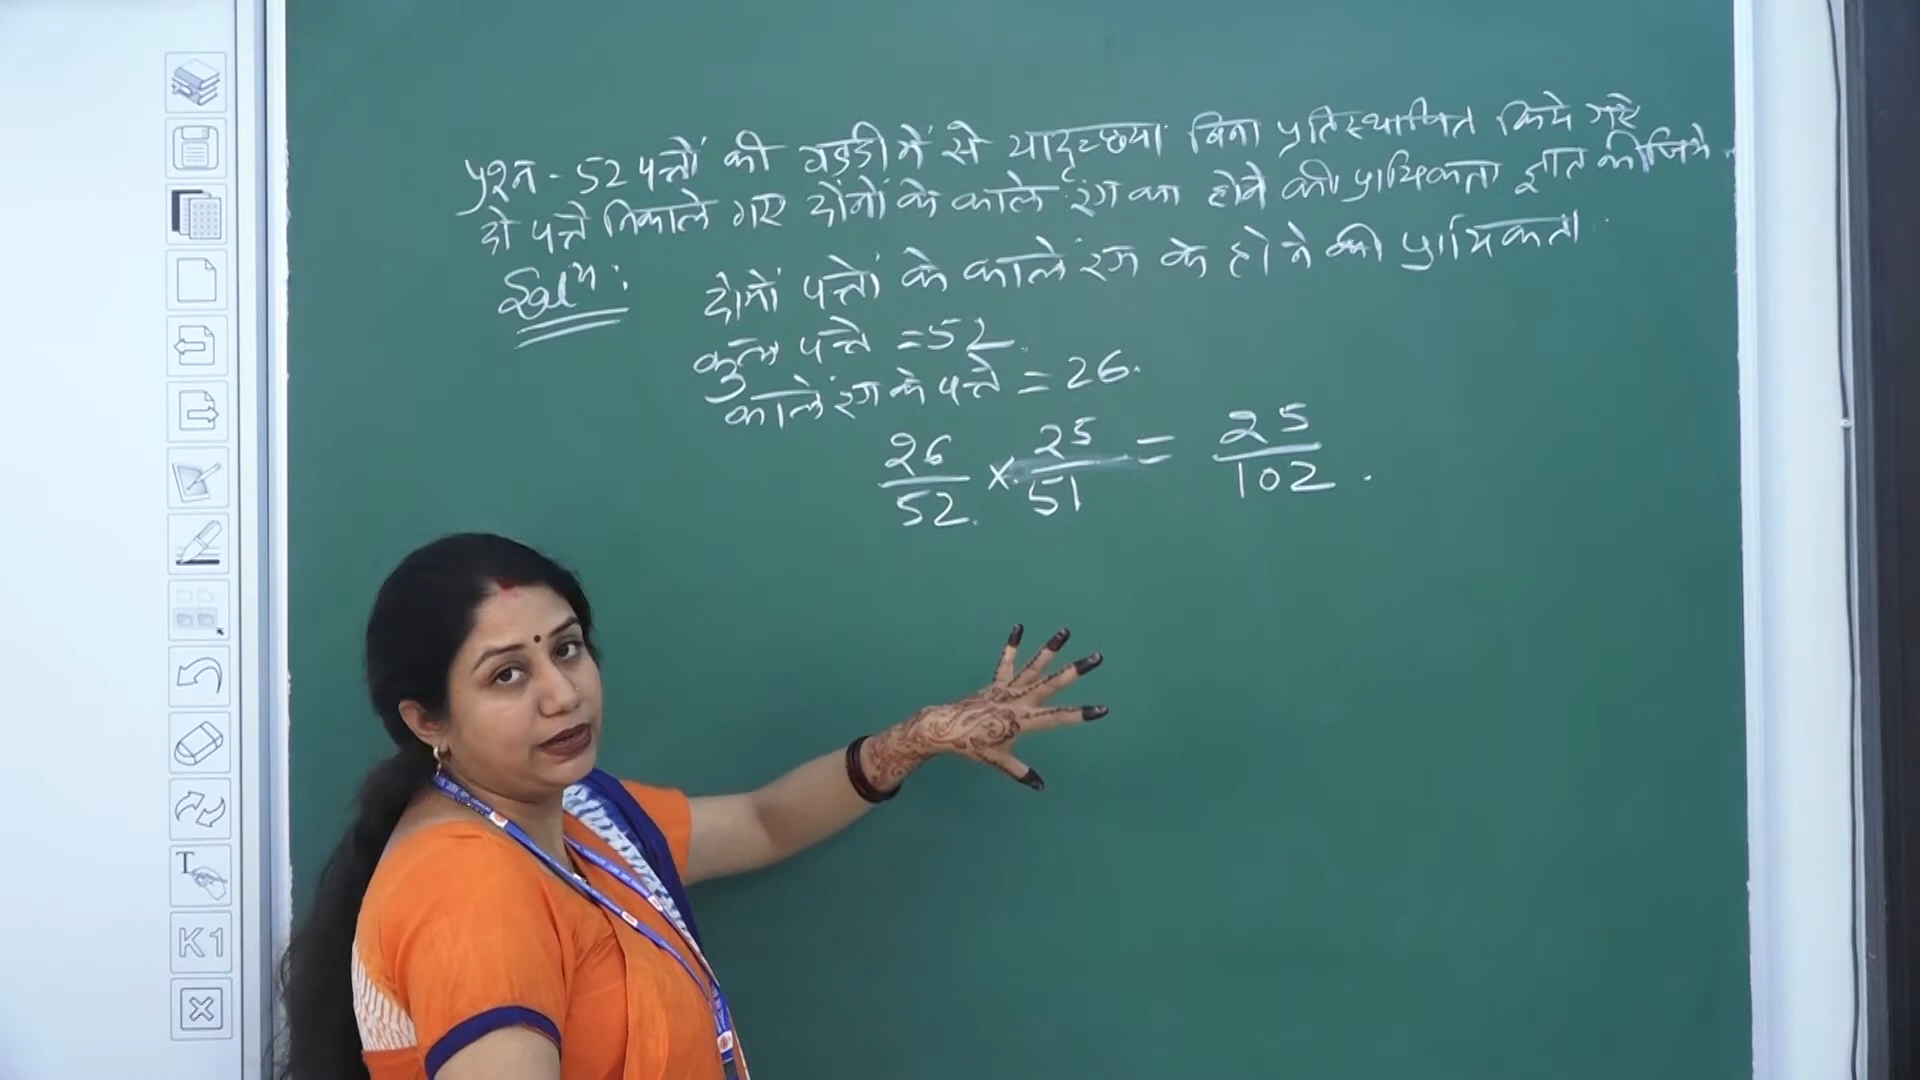 प्रश्न - 52 पत्तों की गड्डी में से यादृच्छया बिना प्रतिस्थापित किये गये
दो पत्ते निकाले गए दोंनों के काले रंग का होने की प्रायिकता ज्ञात कीजिये
Solⁿ: दोनों पत्तों के काले रंग के होने की प्रायिकता
कुल पत्ते = 52
काले रंग के पत्ते = 26.
26/52 × 25/51 = 25/102.
T
K1